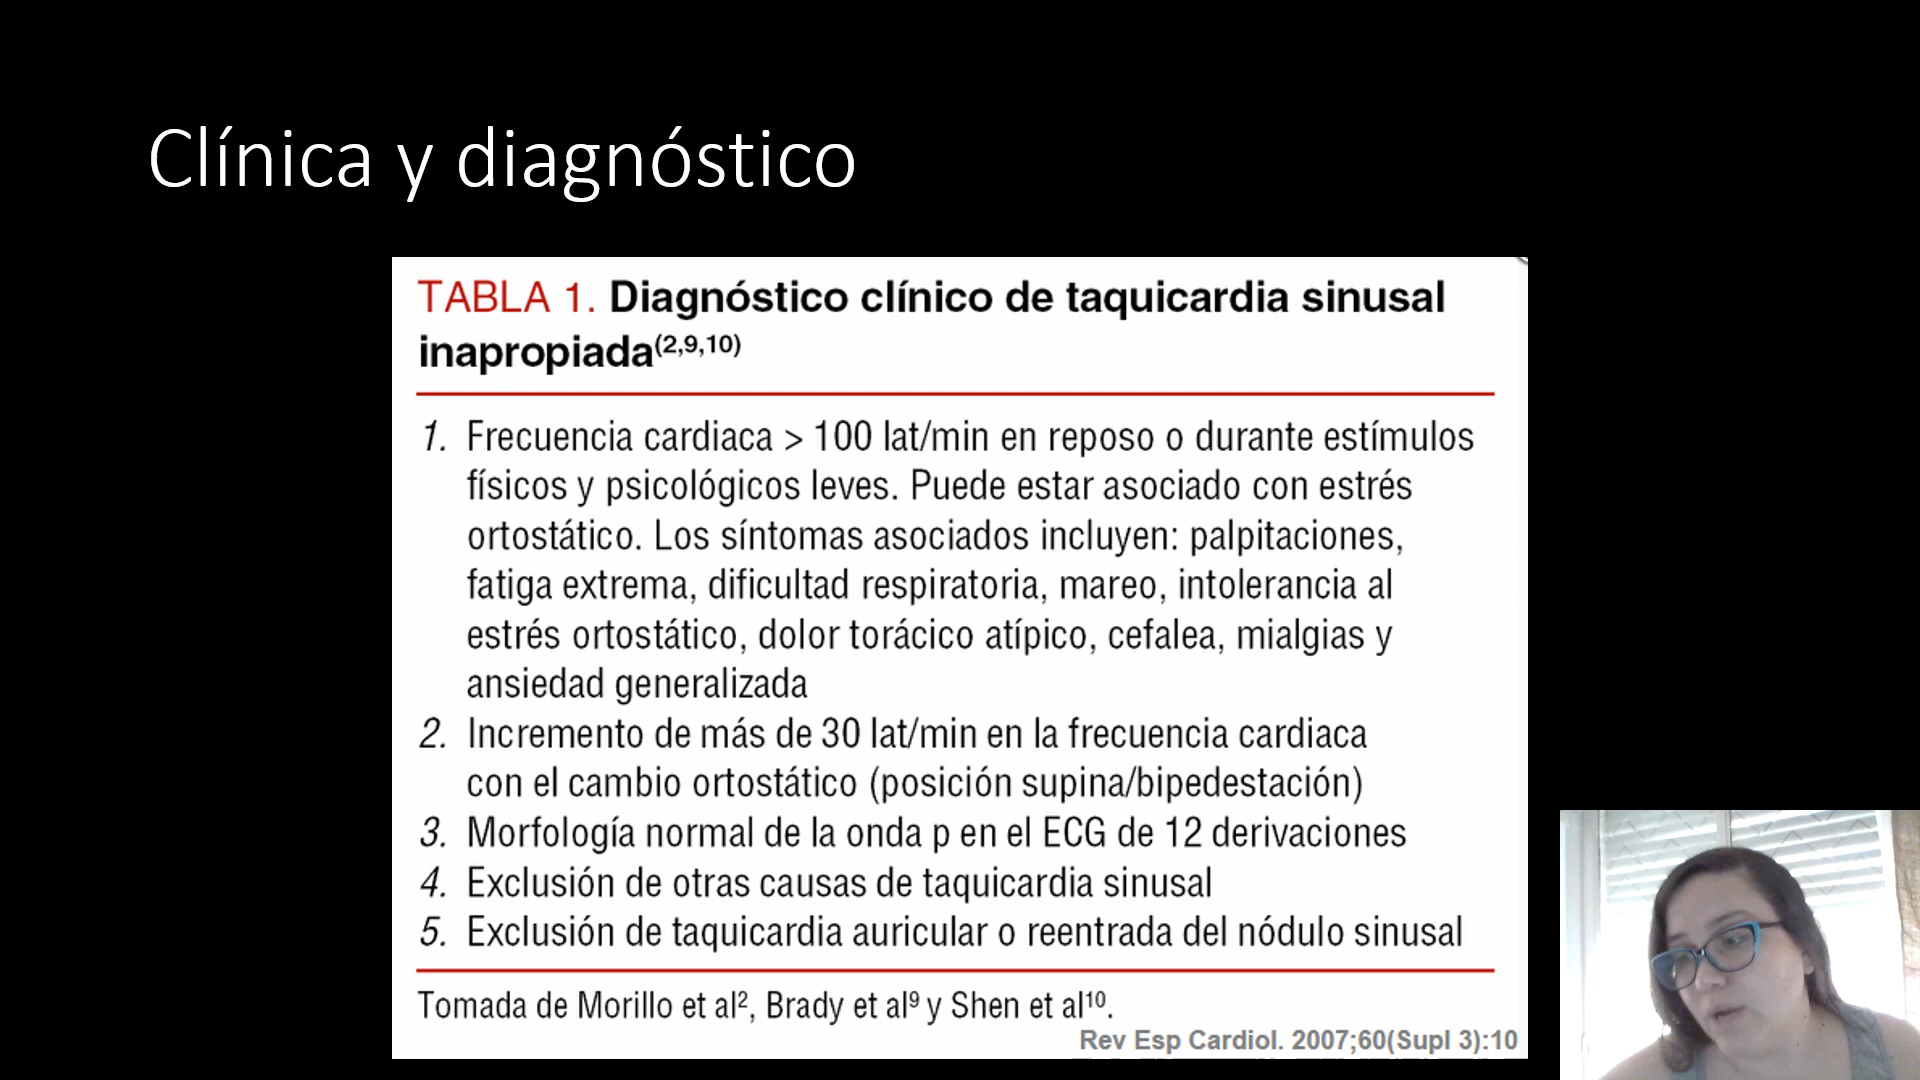 Clínica y diagnóstico
TABLA 1. Diagnóstico clínico de taquicardia sinusal
inapropiada(2,9,10)
1. Frecuencia cardiaca > 100 lat/min en reposo o durante estímulos
físicos y psicológicos leves. Puede estar asociado con estrés
ortostático. Los síntomas asociados incluyen: palpitaciones,
fatiga extrema, dificultad respiratoria, mareo, intolerancia al
estrés ortostático, dolor torácico atípico, cefalea, mialgias y
ansiedad generalizada
2. Incremento de más de 30 lat/min en la frecuencia cardiaca
con el cambio ortostático (posición supina/bipedestación)
3. Morfología normal de la onda p en el ECG de 12 derivaciones
4. Exclusión de otras causas de taquicardia sinusal
5. Exclusión de taquicardia auricular o reentrada del nódulo sinusal
Tomada de Morillo et al2, Brady et al9 y Shen et al10.
Rev Esp Cardiol. 2007;60(Supl 3):10